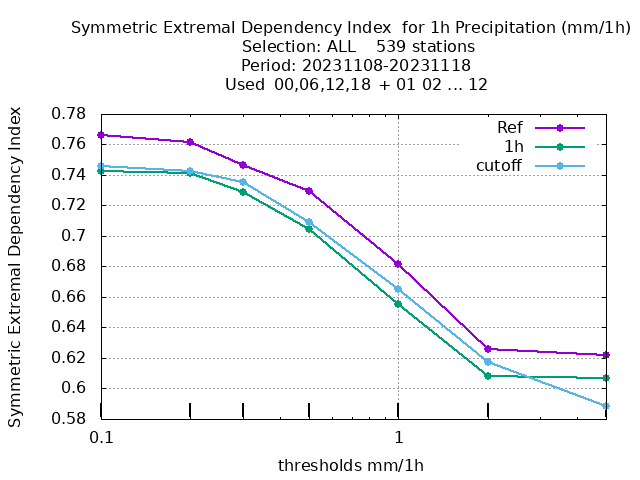 Symmetric Extremal Dependency Index  for 1h Precipitation (mm/1h)
Selection: ALL    539 stations
Period: 20231108-20231118
Used  00,06,12,18  + 01 02 ... 12
Symmetric Extremal Dependency Index
0.78
0.76
0.74
0.72
0.7
0.68
0.66
0.64
0.62
0.6
0.58
Ref
1h
cutoff
0.1
1
thresholds mm/1h